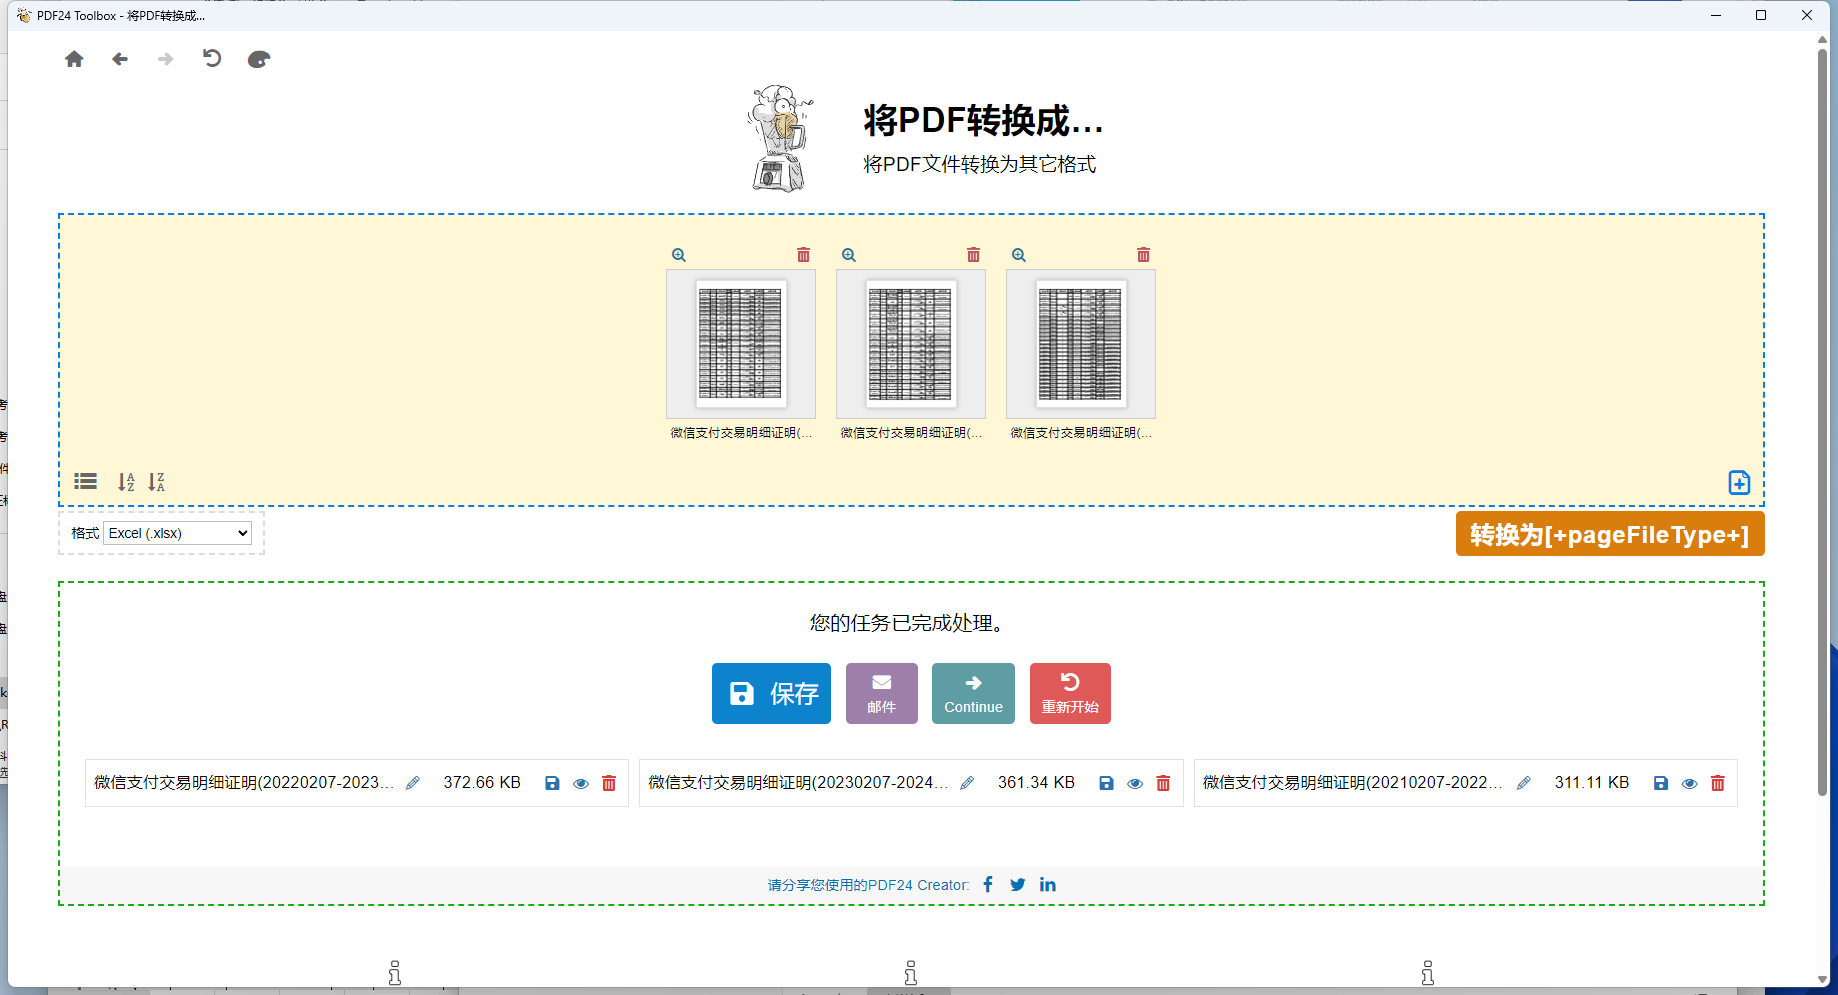 PDF24 Toolbox - 将PDF转换成...
将PDF转换成…
将PDF文件转换为其它格式
微信支付交易明细证明(...
微信支付交易明细证明(...
微信支付交易明细证明(...
格式 Excel (.xlsx)
转换为[+pageFileType+]
您的任务已完成处理。
保存
邮件
Continue
重新开始
微信支付交易明细证明(20220207-2023... 372.66 KB
微信支付交易明细证明(20230207-2024... 361.34 KB
微信支付交易明细证明(20210207-2022... 311.11 KB
请分享您使用的PDF24 Creator: